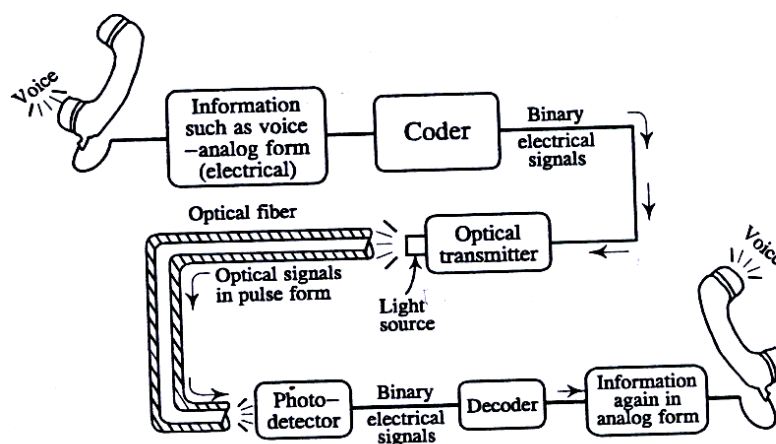 Voice
Information
such as voice
–analog form
(electrical)
Coder
Binary
electrical
signals
Optical fiber
Optical
transmitter
Optical signals
in pulse form
Light
source
Voice
Photo-
detector
Binary
electrical
signals
Decoder
Information
again in
analog form